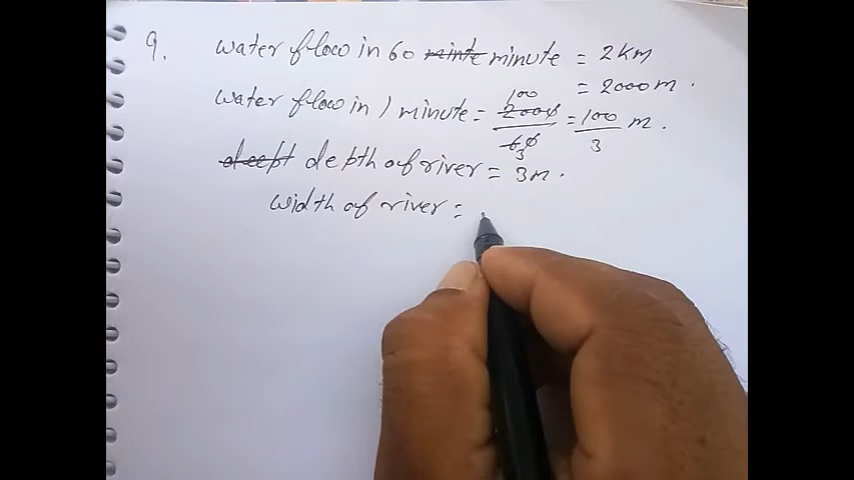 9. water flow in 60 minute = 2 Km
= 2000 m.
water flow in 1 minute = 2000/60 = 100/3 m.
depth of river = 3 m.
width of river =